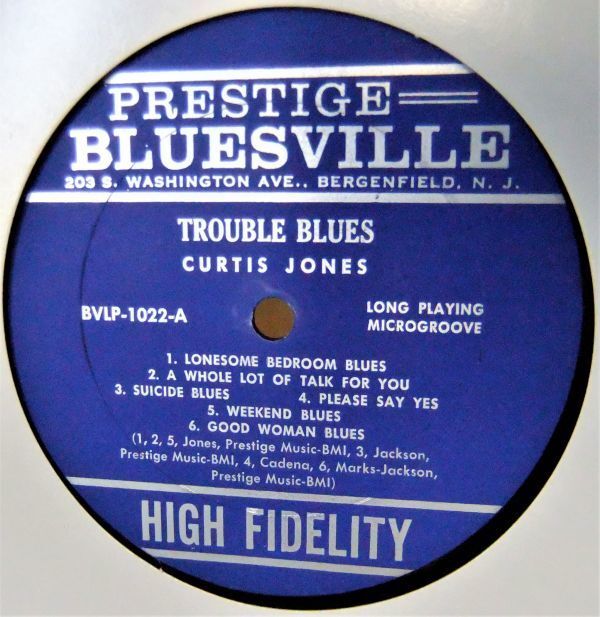 PRESTIGE
BLUESVILLE
203 S. WASHINGTON AVE., BERGENFIELD, N. J.
TROUBLE BLUES
CURTIS JONES
BVLP-1022-A
LONG PLAYING
MICROGROOVE
1. LONESOME BEDROOM BLUES
2. A WHOLE LOT OF TALK FOR YOU
3. SUICIDE BLUES 4. PLEASE SAY YES
5. WEEKEND BLUES
6. GOOD WOMAN BLUES
(1, 2, 5, Jones, Prestige Music-BMI, 3, Jackson,
Prestige Music-BMI, 4, Cadena, 6, Marks-Jackson,
Prestige Music-BMI)
HIGH FIDELITY